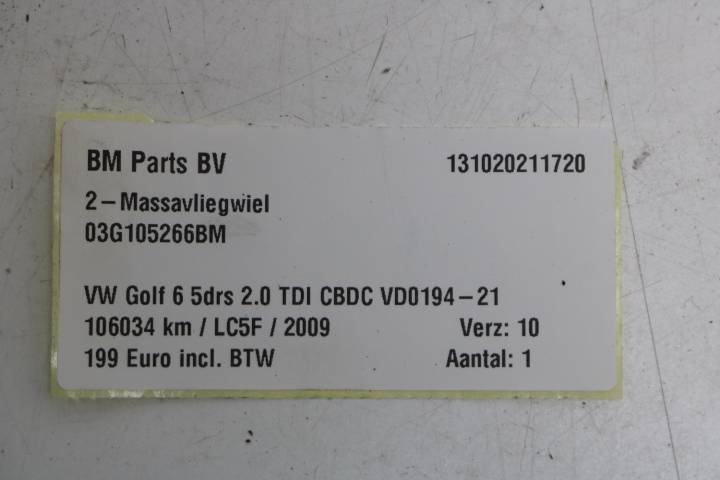 BM Parts BV 131020211720
2-Massavliegwiel
03G105266BM
VW Golf 6 5drs 2.0 TDI CBDC VD0194-21
106034 km / LC5F / 2009 Verz: 10
199 Euro incl. BTW Aantal: 1